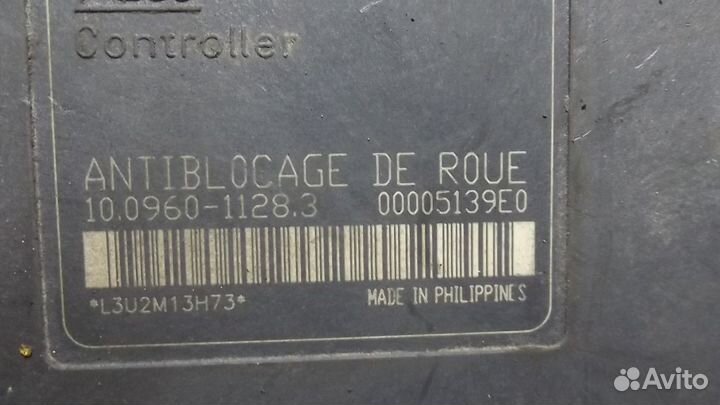 Controller
ANTIBLOCAGE DE ROUE
10.0960-1128.3 00005139E0
*L3U2M13H73* MADE IN PHILIPPINES
Avito